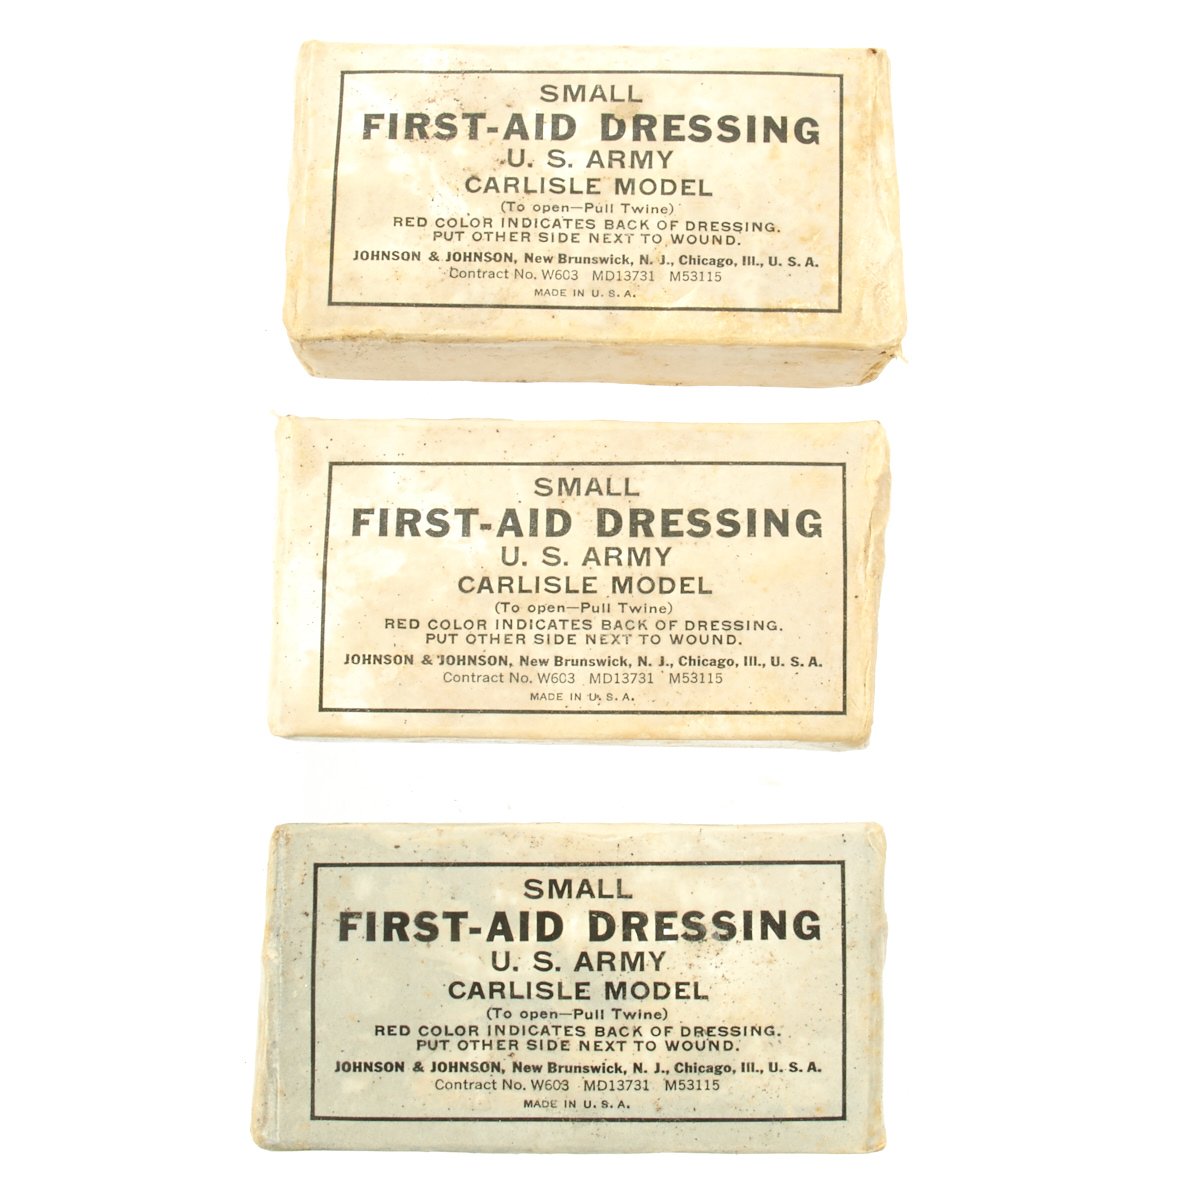 SMALL
FIRST-AID DRESSING
U. S. ARMY
CARLISLE MODEL
(To open—Pull Twine)
RED COLOR INDICATES BACK OF DRESSING.
PUT OTHER SIDE NEXT TO WOUND.
JOHNSON & JOHNSON, New Brunswick, N. J., Chicago, Ill., U. S. A.
Contract No. W603 MD13731 M53115
MADE IN U. S. A.
SMALL
FIRST-AID DRESSING
U. S. ARMY
CARLISLE MODEL
(To open—Pull Twine)
RED COLOR INDICATES BACK OF DRESSING.
PUT OTHER SIDE NEXT TO WOUND.
JOHNSON & JOHNSON, New Brunswick, N. J., Chicago, Ill., U. S. A.
Contract No. W603 MD13731 M53115
MADE IN U. S. A.
SMALL
FIRST-AID DRESSING
U. S. ARMY
CARLISLE MODEL
(To open—Pull Twine)
RED COLOR INDICATES BACK OF DRESSING.
PUT OTHER SIDE NEXT TO WOUND.
JOHNSON & JOHNSON, New Brunswick, N. J., Chicago, Ill., U. S. A.
Contract No. W603 MD13731 M53115
MADE IN U. S. A.